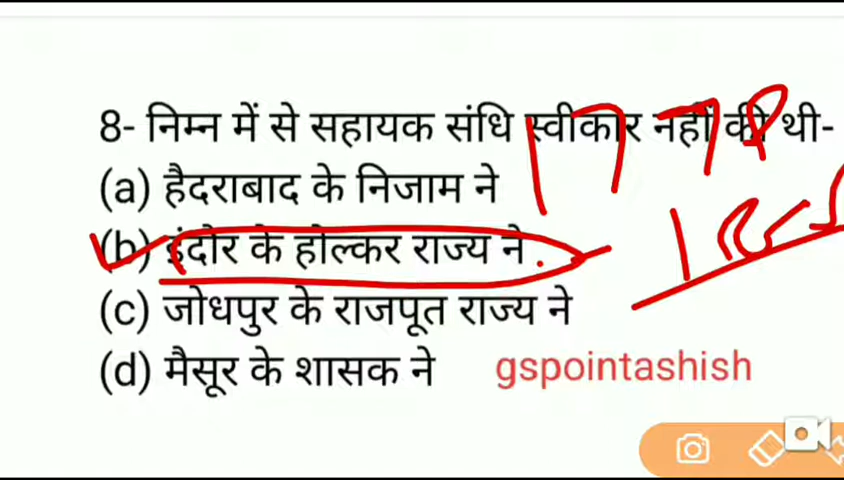 8- निम्न में से सहायक संधि स्वीकार नहीं की थी-
(a) हैदराबाद के निजाम ने
(b) इंदोर के होल्कर राज्य ने.
(c) जोधपुर के राजपूत राज्य ने
(d) मैसूर के शासक ने
gspointashish